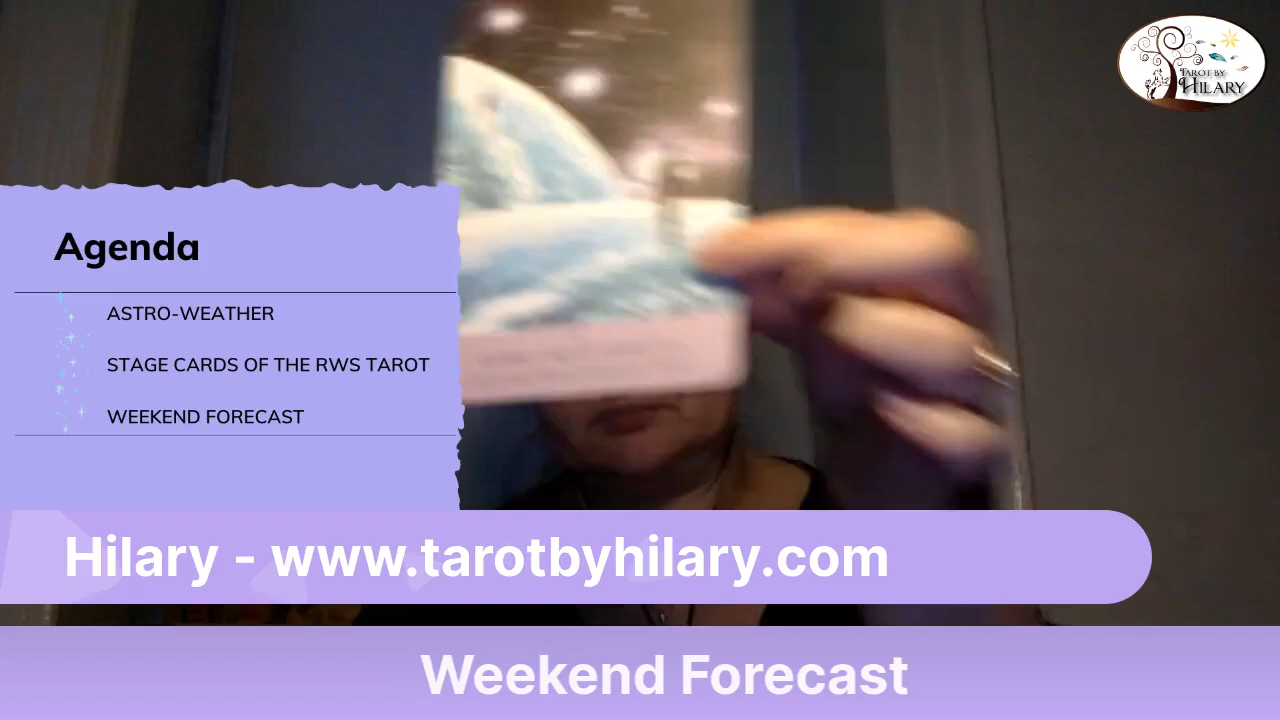 TAROT BY
HILARY
Agenda
ASTRO-WEATHER
STAGE CARDS OF THE RWS TAROT
WEEKEND FORECAST
Hilary - www.tarotbyhilary.com
Weekend Forecast